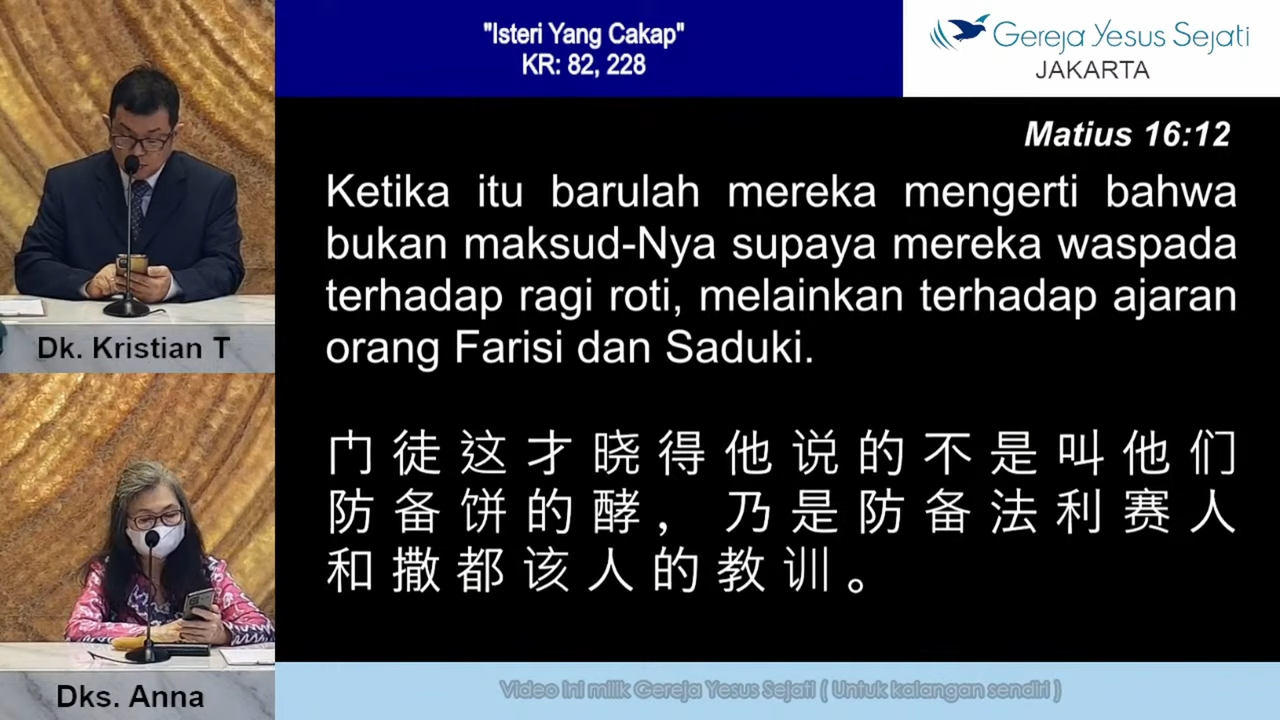 "Isteri Yang Cakap"
KR: 82, 228
Gereja Yesus Sejati
JAKARTA
Matius 16:12
Ketika itu barulah mereka mengerti bahwa
bukan maksud-Nya supaya mereka waspada
terhadap ragi roti, melainkan terhadap ajaran
orang Farisi dan Saduki.
门徒这才晓得他说的不是叫他们
防备饼的酵，乃是防备法利赛人
和撒都该人的教训。
Dk. Kristian T
Dks. Anna
Video ini milik Gereja Yesus Sejati ( Untuk kalangan sendiri )